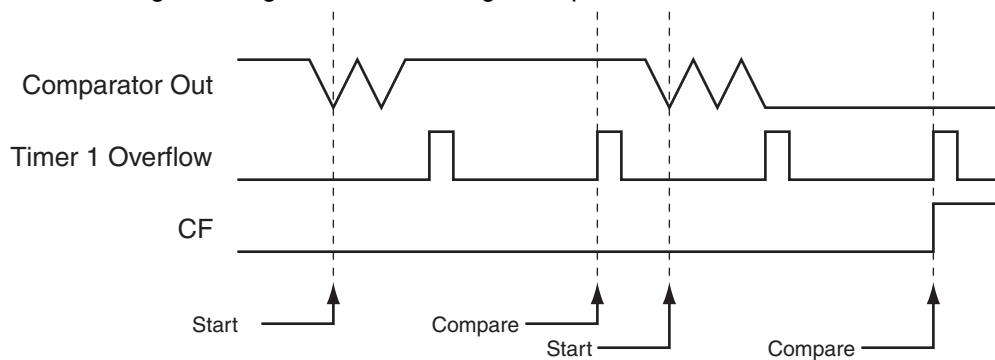 Comparator Out
Timer 1 Overflow
CF
Start
Compare
Start
Compare